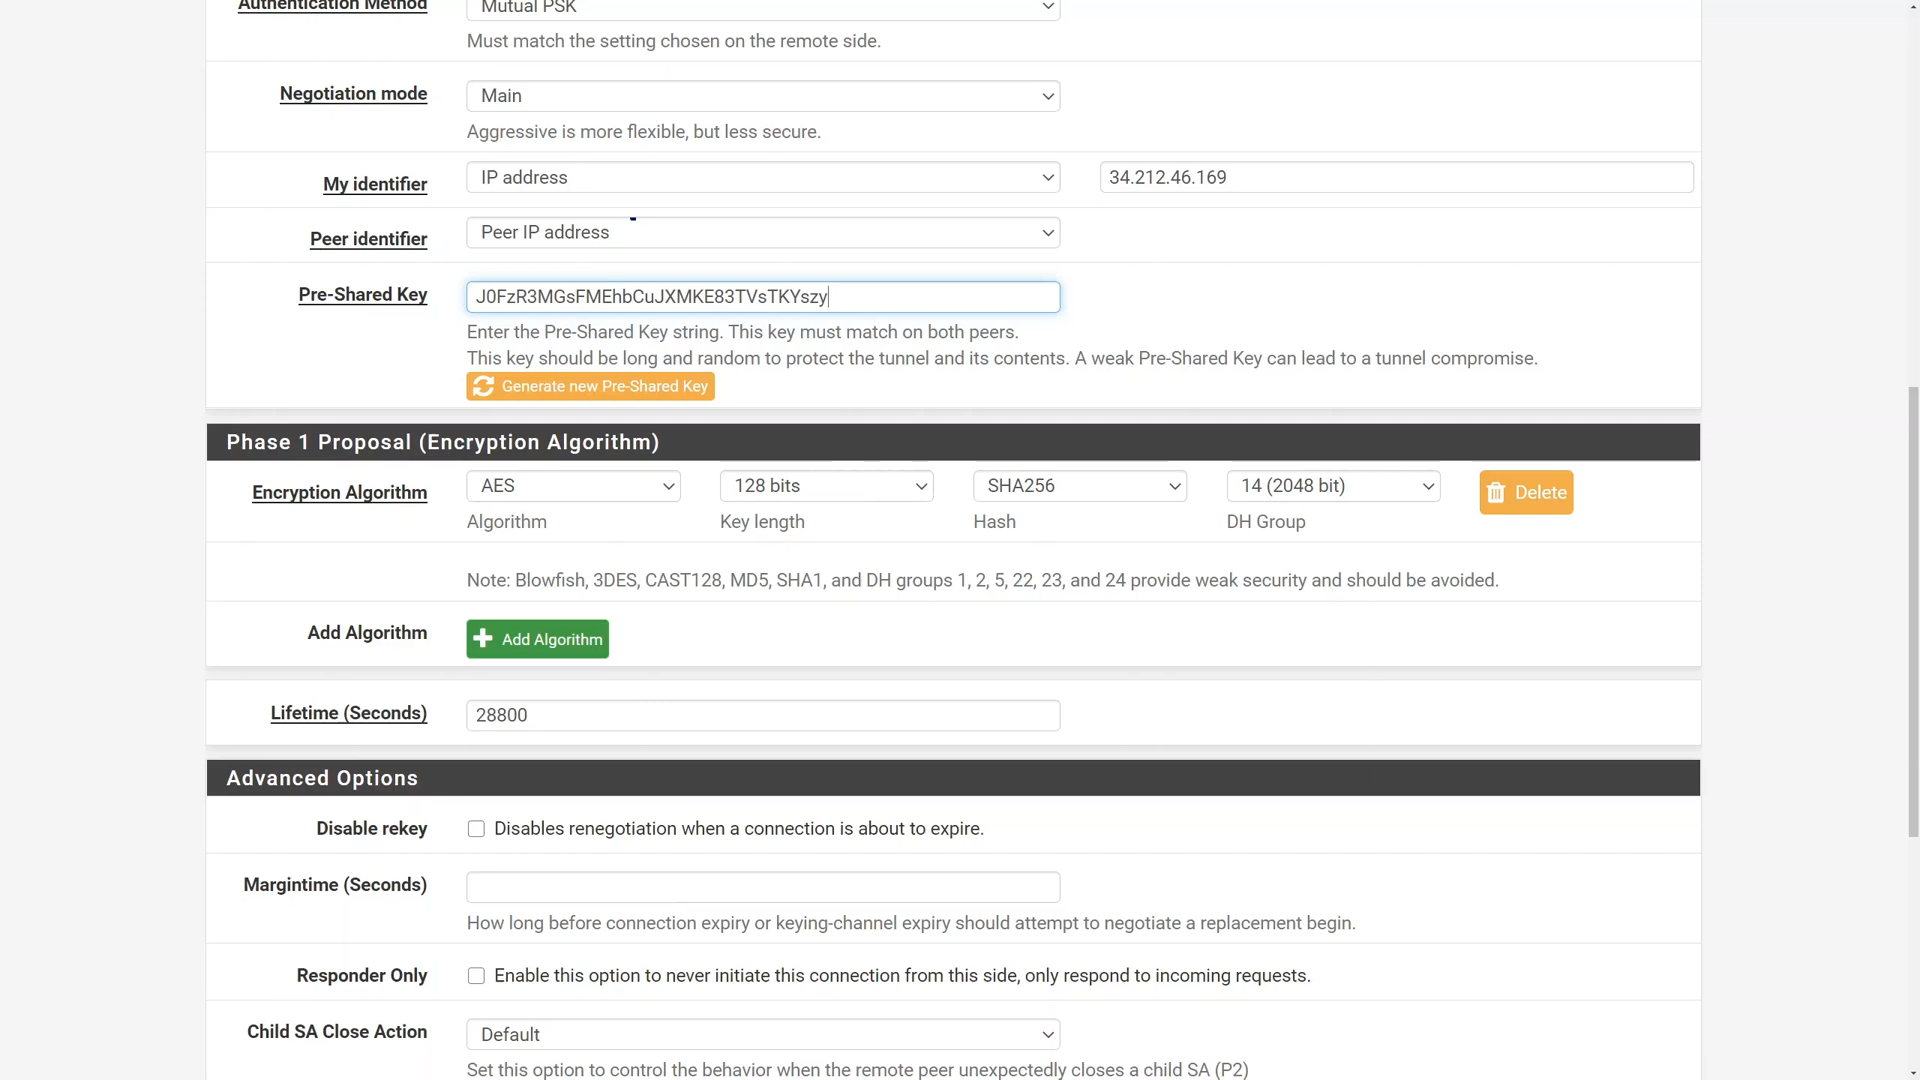 Authentication Method
Mutual PSK
Must match the setting chosen on the remote side.
Negotiation mode
Main
Aggressive is more flexible, but less secure.
My identifier
IP address
34.212.46.169
Peer identifier
Peer IP address
Pre-Shared Key
J0FzR3MGsFMEhbCuJXMKE83TVsTKYszy
Enter the Pre-Shared Key string. This key must match on both peers.
This key should be long and random to protect the tunnel and its contents. A weak Pre-Shared Key can lead to a tunnel compromise.
Generate new Pre-Shared Key
Phase 1 Proposal (Encryption Algorithm)
Encryption Algorithm
AES 128 bits SHA256 14 (2048 bit) Delete
Algorithm Key length Hash DH Group
Note: Blowfish, 3DES, CAST128, MD5, SHA1, and DH groups 1, 2, 5, 22, 23, and 24 provide weak security and should be avoided.
Add Algorithm
Add Algorithm
Lifetime (Seconds)
28800
Advanced Options
Disable rekey
Disables renegotiation when a connection is about to expire.
Margintime (Seconds)
How long before connection expiry or keying-channel expiry should attempt to negotiate a replacement begin.
Responder Only
Enable this option to never initiate this connection from this side, only respond to incoming requests.
Child SA Close Action
Default
Set this option to control the behavior when the remote peer unexpectedly closes a child SA (P2)